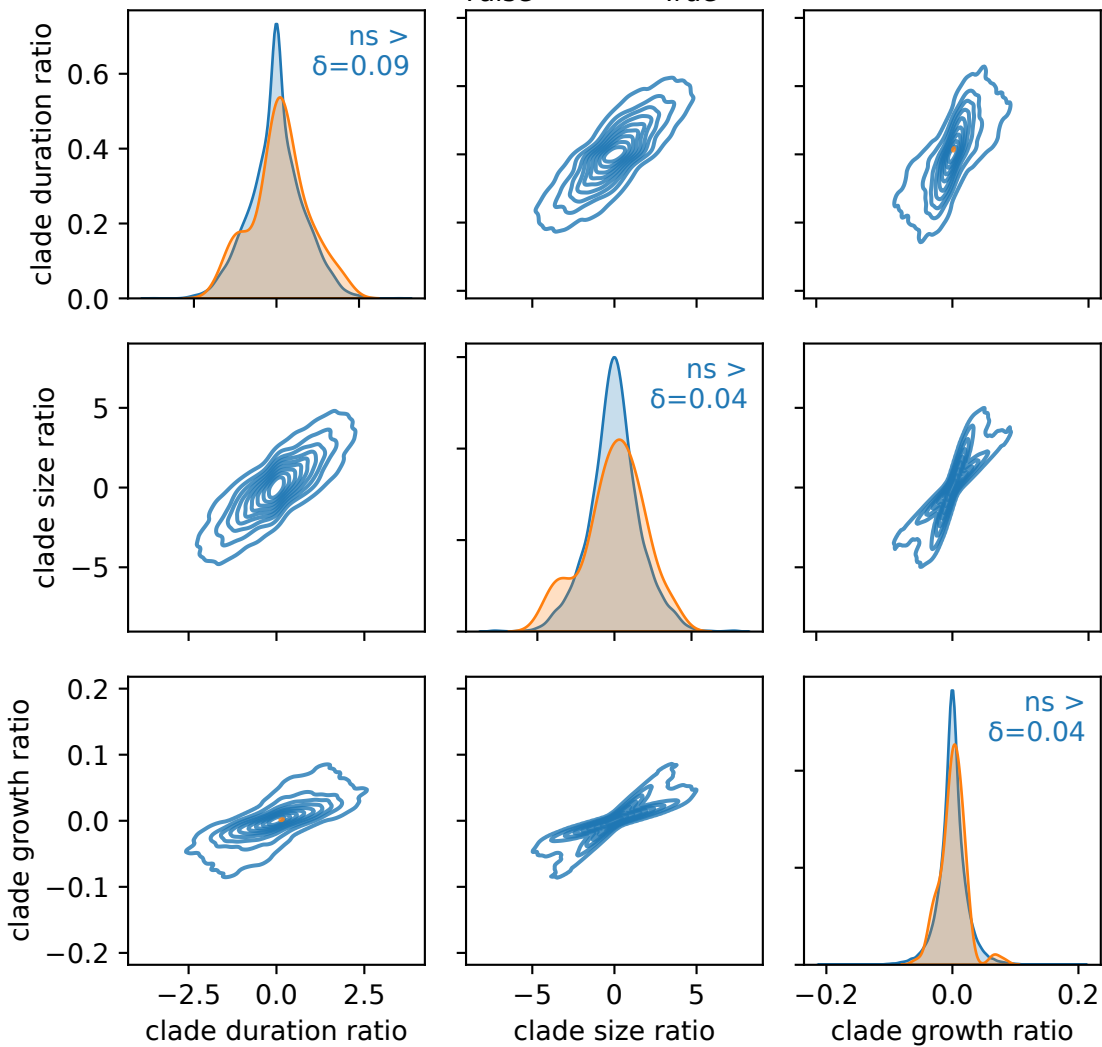 clade duration ratio
0.6
0.4
0.2
0.0
ns >
δ=0.09
clade size ratio
5
0
−5
ns >
δ=0.04
clade growth ratio
0.2
0.1
0.0
−0.1
−0.2
ns >
δ=0.04
−2.5 0.0 2.5
−5 0 5
−0.2 0.0 0.2
clade duration ratio
clade size ratio
clade growth ratio